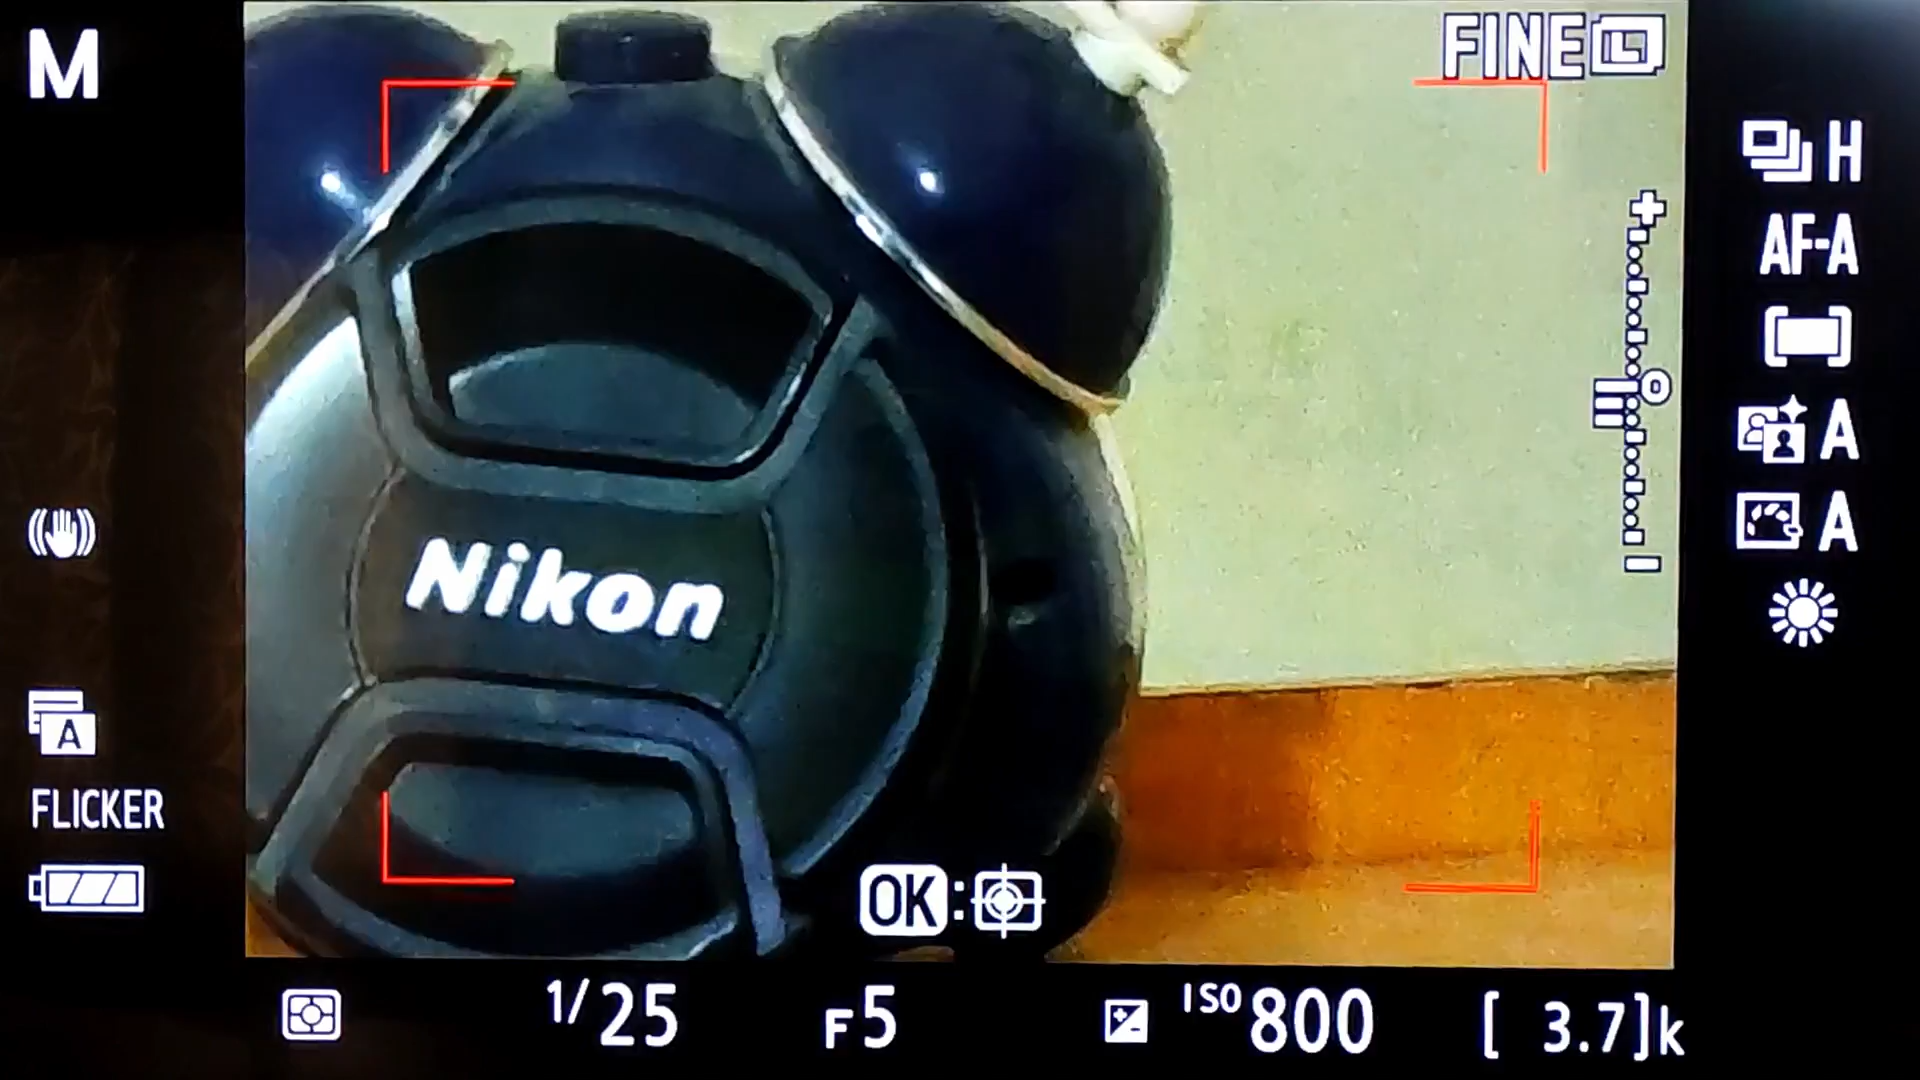 M
FINE L
H
AF-A
A
A
Nikon
A
FLICKER
OK:
1/25 F5 ISO 800 [ 3.7]k